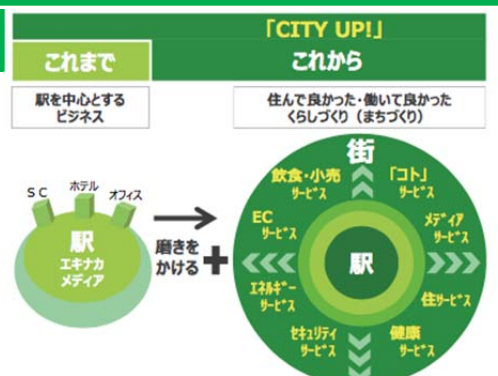 「CITY UP!」
これまで
これから
駅を中心とする
ビジネス
住んで良かった・働いて良かった
くらしづくり（まちづくり）
SC
ホテル
オフィス
駅
エキナカ
メディア
磨きを
かける
＋
街
飲食・小売
サービス
「コト」
サービス
EC
サービス
メディア
サービス
駅
エネルギー
サービス
住サービス
セキュリティ
サービス
健康
サービス